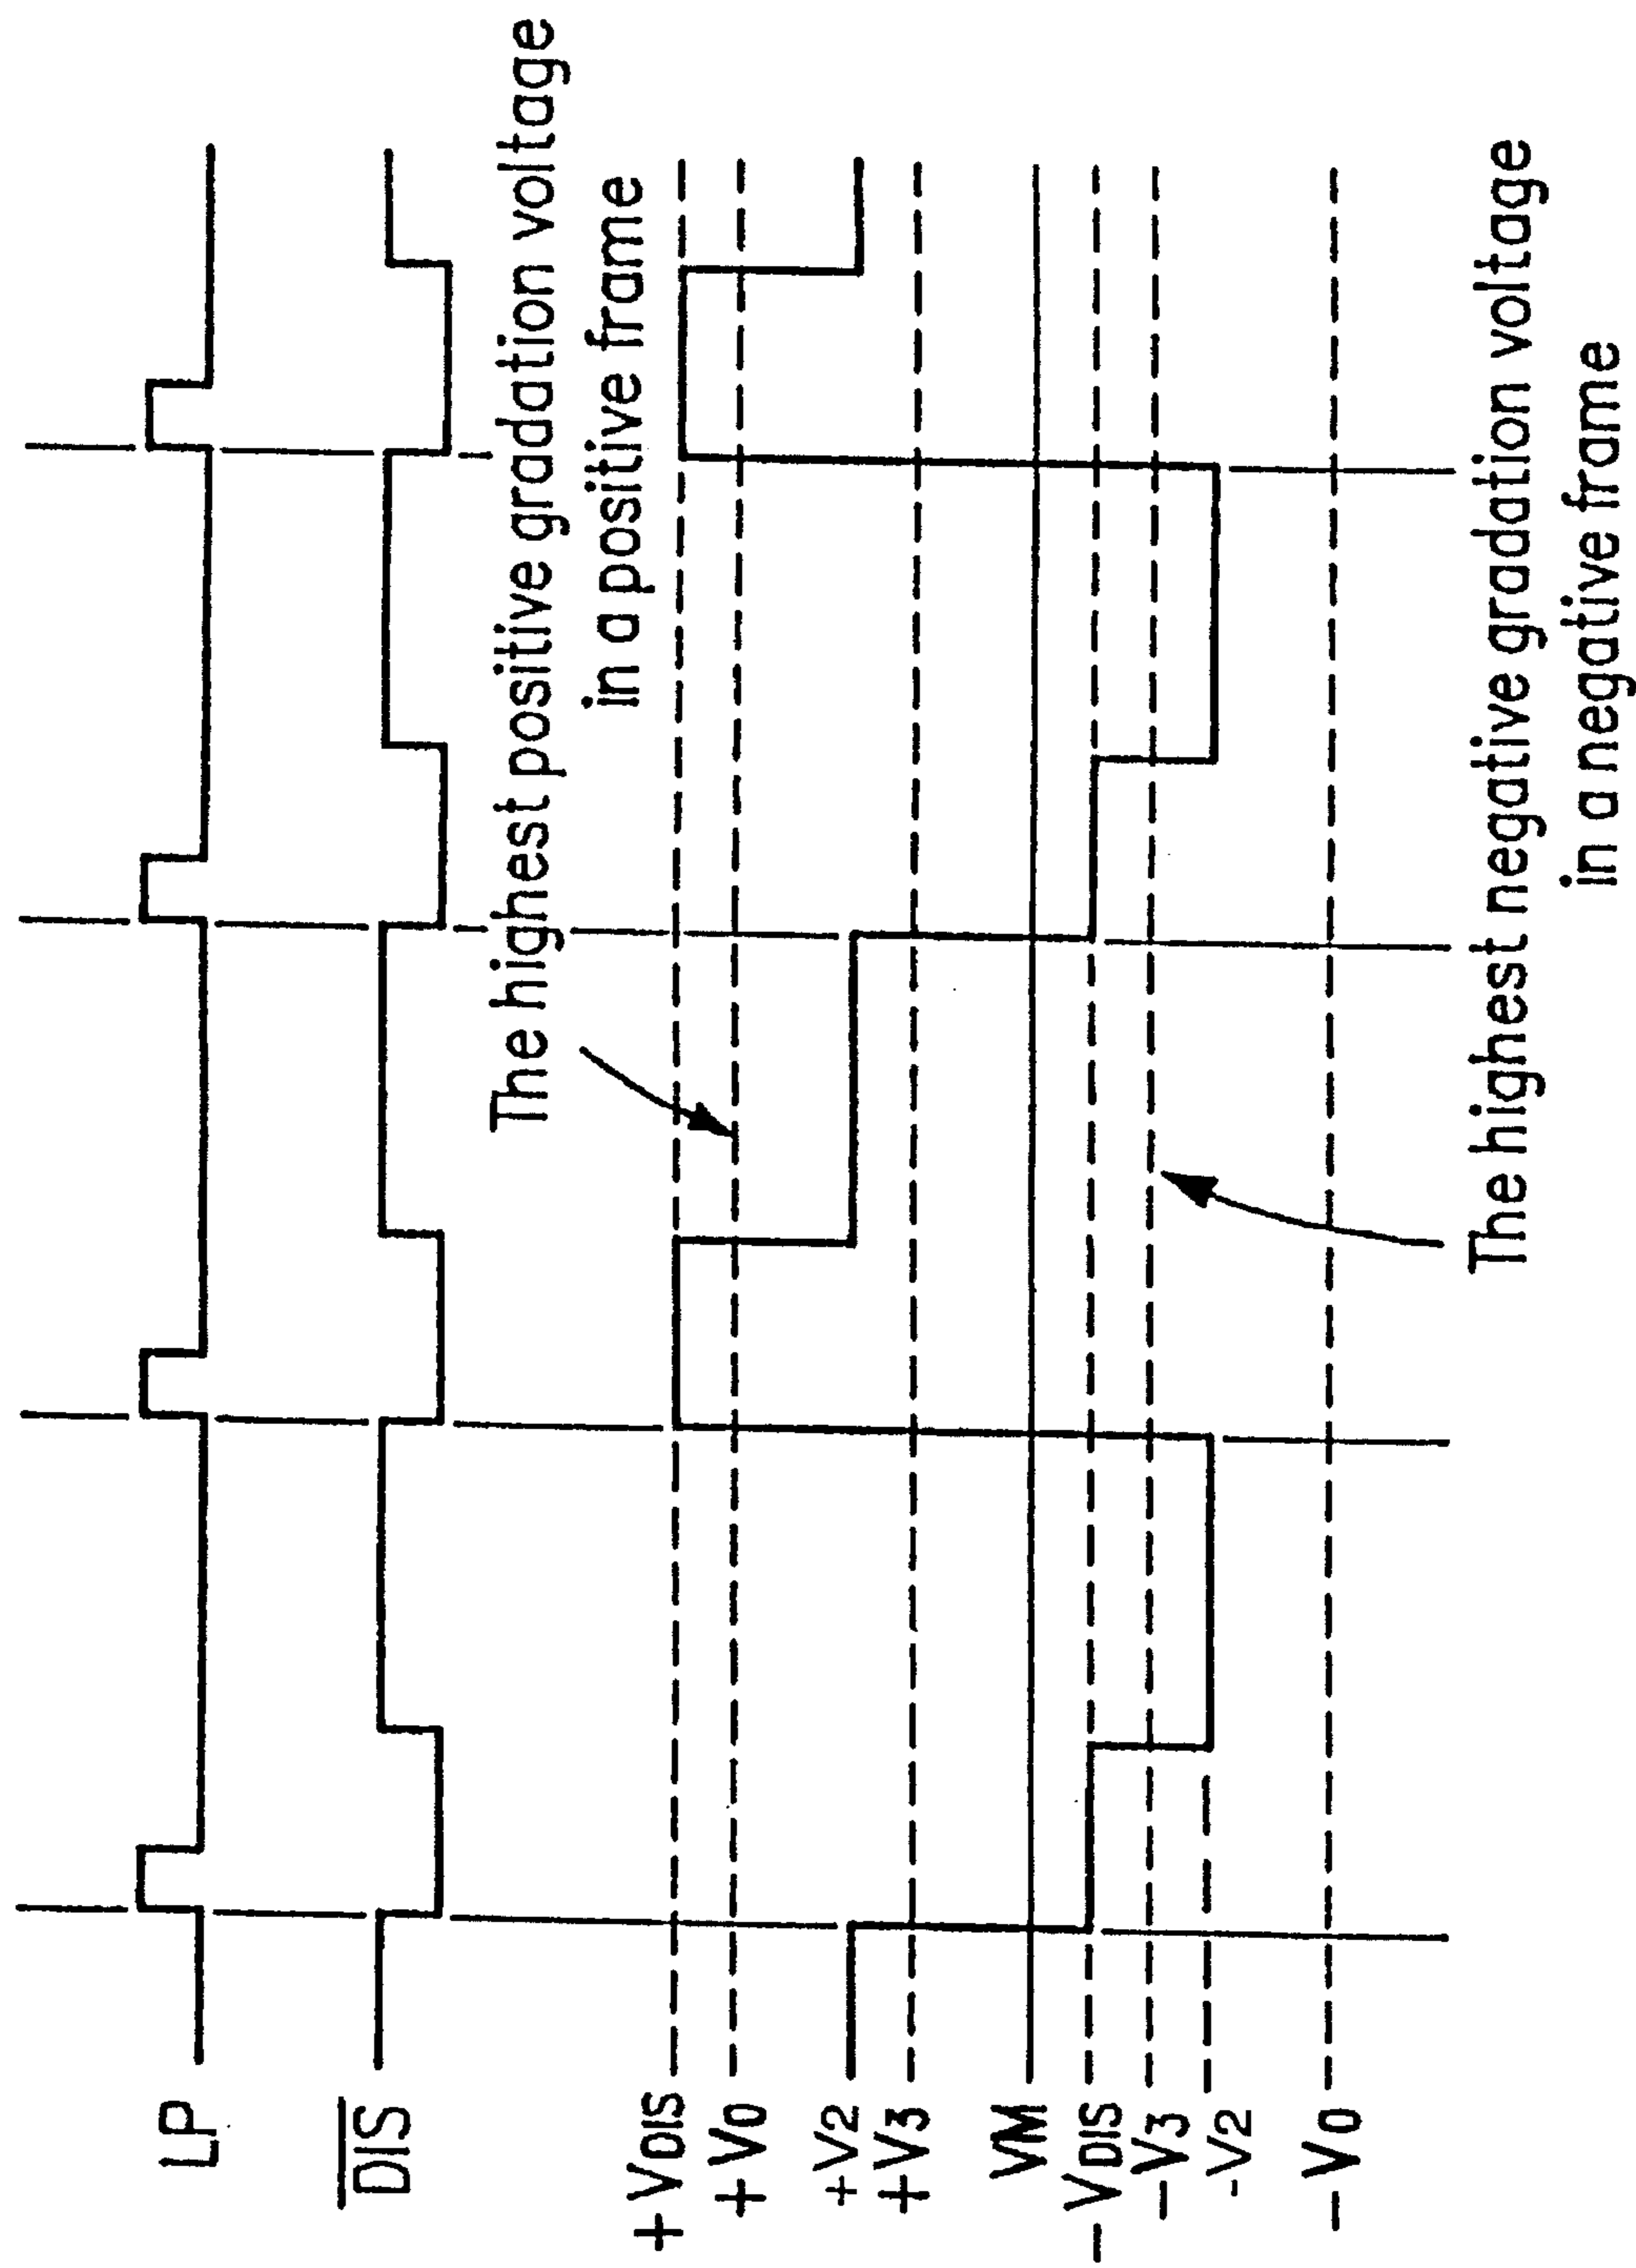 LP
DIS
The highest positive gradation voltage
in a positive frame
+VDIS
+V0
+V2
+V3
VM
-VDIS
-V3
-V2
-V0
The highest negative gradation voltage
in a negative frame